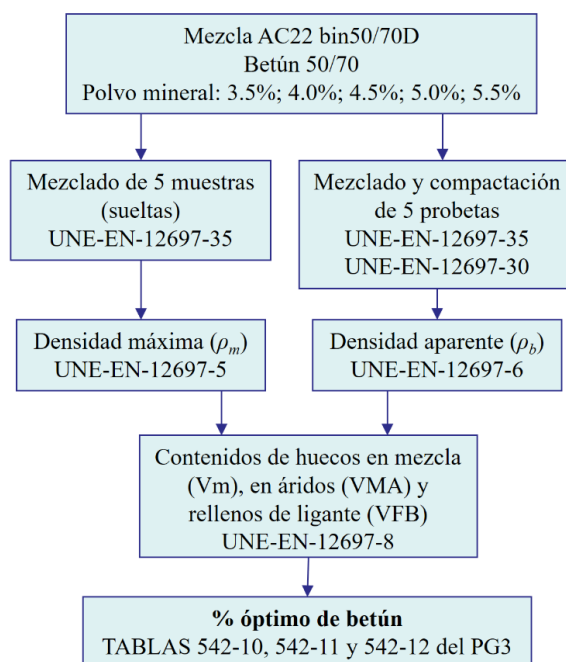 Mezcla AC22 bin50/70D
Betún 50/70
Polvo mineral: 3.5%; 4.0%; 4.5%; 5.0%; 5.5%
Mezclado de 5 muestras
(sueltas)
UNE-EN-12697-35
Mezclado y compactación
de 5 probetas
UNE-EN-12697-35
UNE-EN-12697-30
Densidad máxima (ρm)
UNE-EN-12697-5
Densidad aparente (ρb)
UNE-EN-12697-6
Contenidos de huecos en mezcla
(Vm), en áridos (VMA) y
rellenos de ligante (VFB)
UNE-EN-12697-8
% óptimo de betún
TABLAS 542-10, 542-11 y 542-12 del PG3